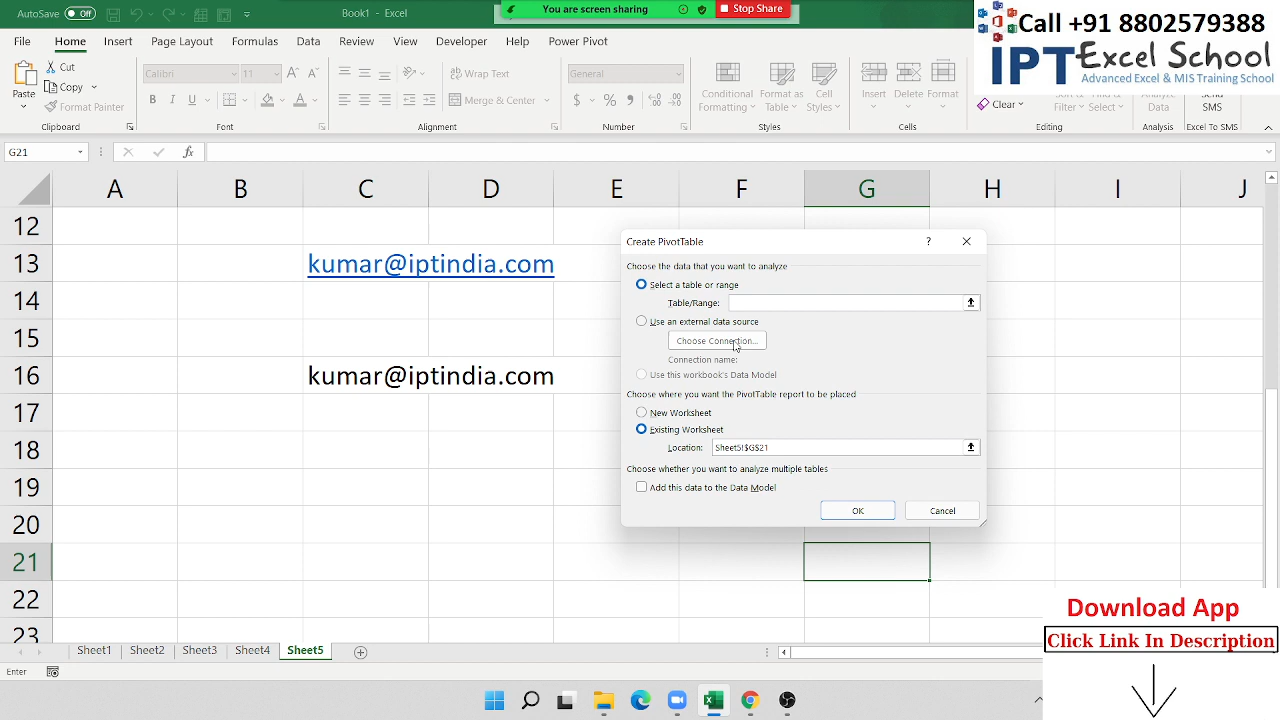 AutoSave Off
Book1 - Excel
You are screen sharing
Stop Share
Call +91 8802579388
IPT Excel School
Advanced Excel & MIS Training School
File Home Insert Page Layout Formulas Data Review View Developer Help Power Pivot
Paste
Cut
Copy
Format Painter
Clipboard
Calibri 11
B I U
Font
Wrap Text
Merge & Center
Alignment
General
$ % ,
Number
Conditional Formatting
Format as Table
Cell Styles
Styles
Insert
Delete
Format
Cells
Clear
Sort & Filter
Find & Select
Editing
Analyze Data
Analysis
Send SMS
Excel To SMS
G21
fx
A B C D E F G H I J
12
13 kumar@iptindia.com
14
15
16 kumar@iptindia.com
17
18
19
20
21
22
23
Create PivotTable
?
Choose the data that you want to analyze
Select a table or range
Table/Range:
Use an external data source
Choose Connection...
Connection name:
Use this workbook's Data Model
Choose where you want the PivotTable report to be placed
New Worksheet
Existing Worksheet
Location: Sheet5!$G$21
Choose whether you want to analyze multiple tables
Add this data to the Data Model
OK Cancel
Sheet1 Sheet2 Sheet3 Sheet4 Sheet5
Enter
Download App
Click Link In Description